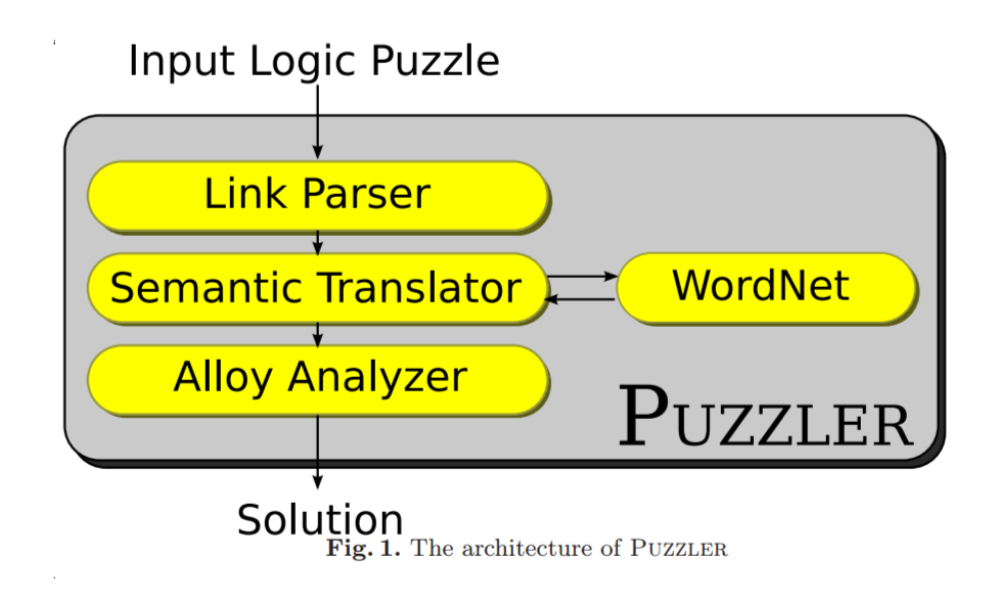 Input Logic Puzzle
Link Parser
Semantic Translator
WordNet
Alloy Analyzer
PUZZLER
Solution
Fig. 1. The architecture of PUZZLER